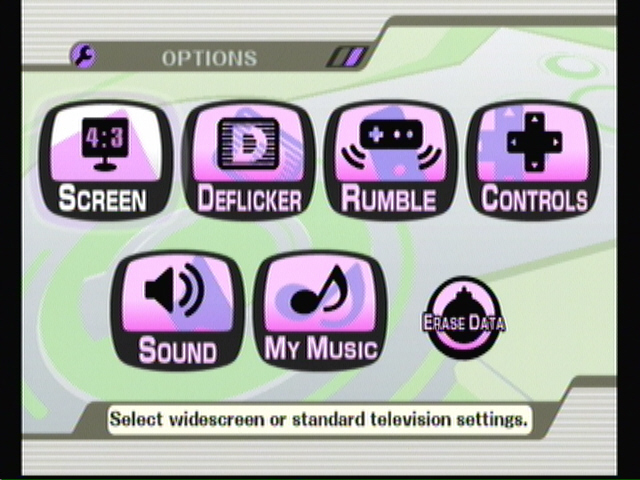 OPTIONS
4:3
D
SCREEN
DEFLICKER
RUMBLE
CONTROLS
SOUND
MY MUSIC
ERASE DATA
Select widescreen or standard television settings.